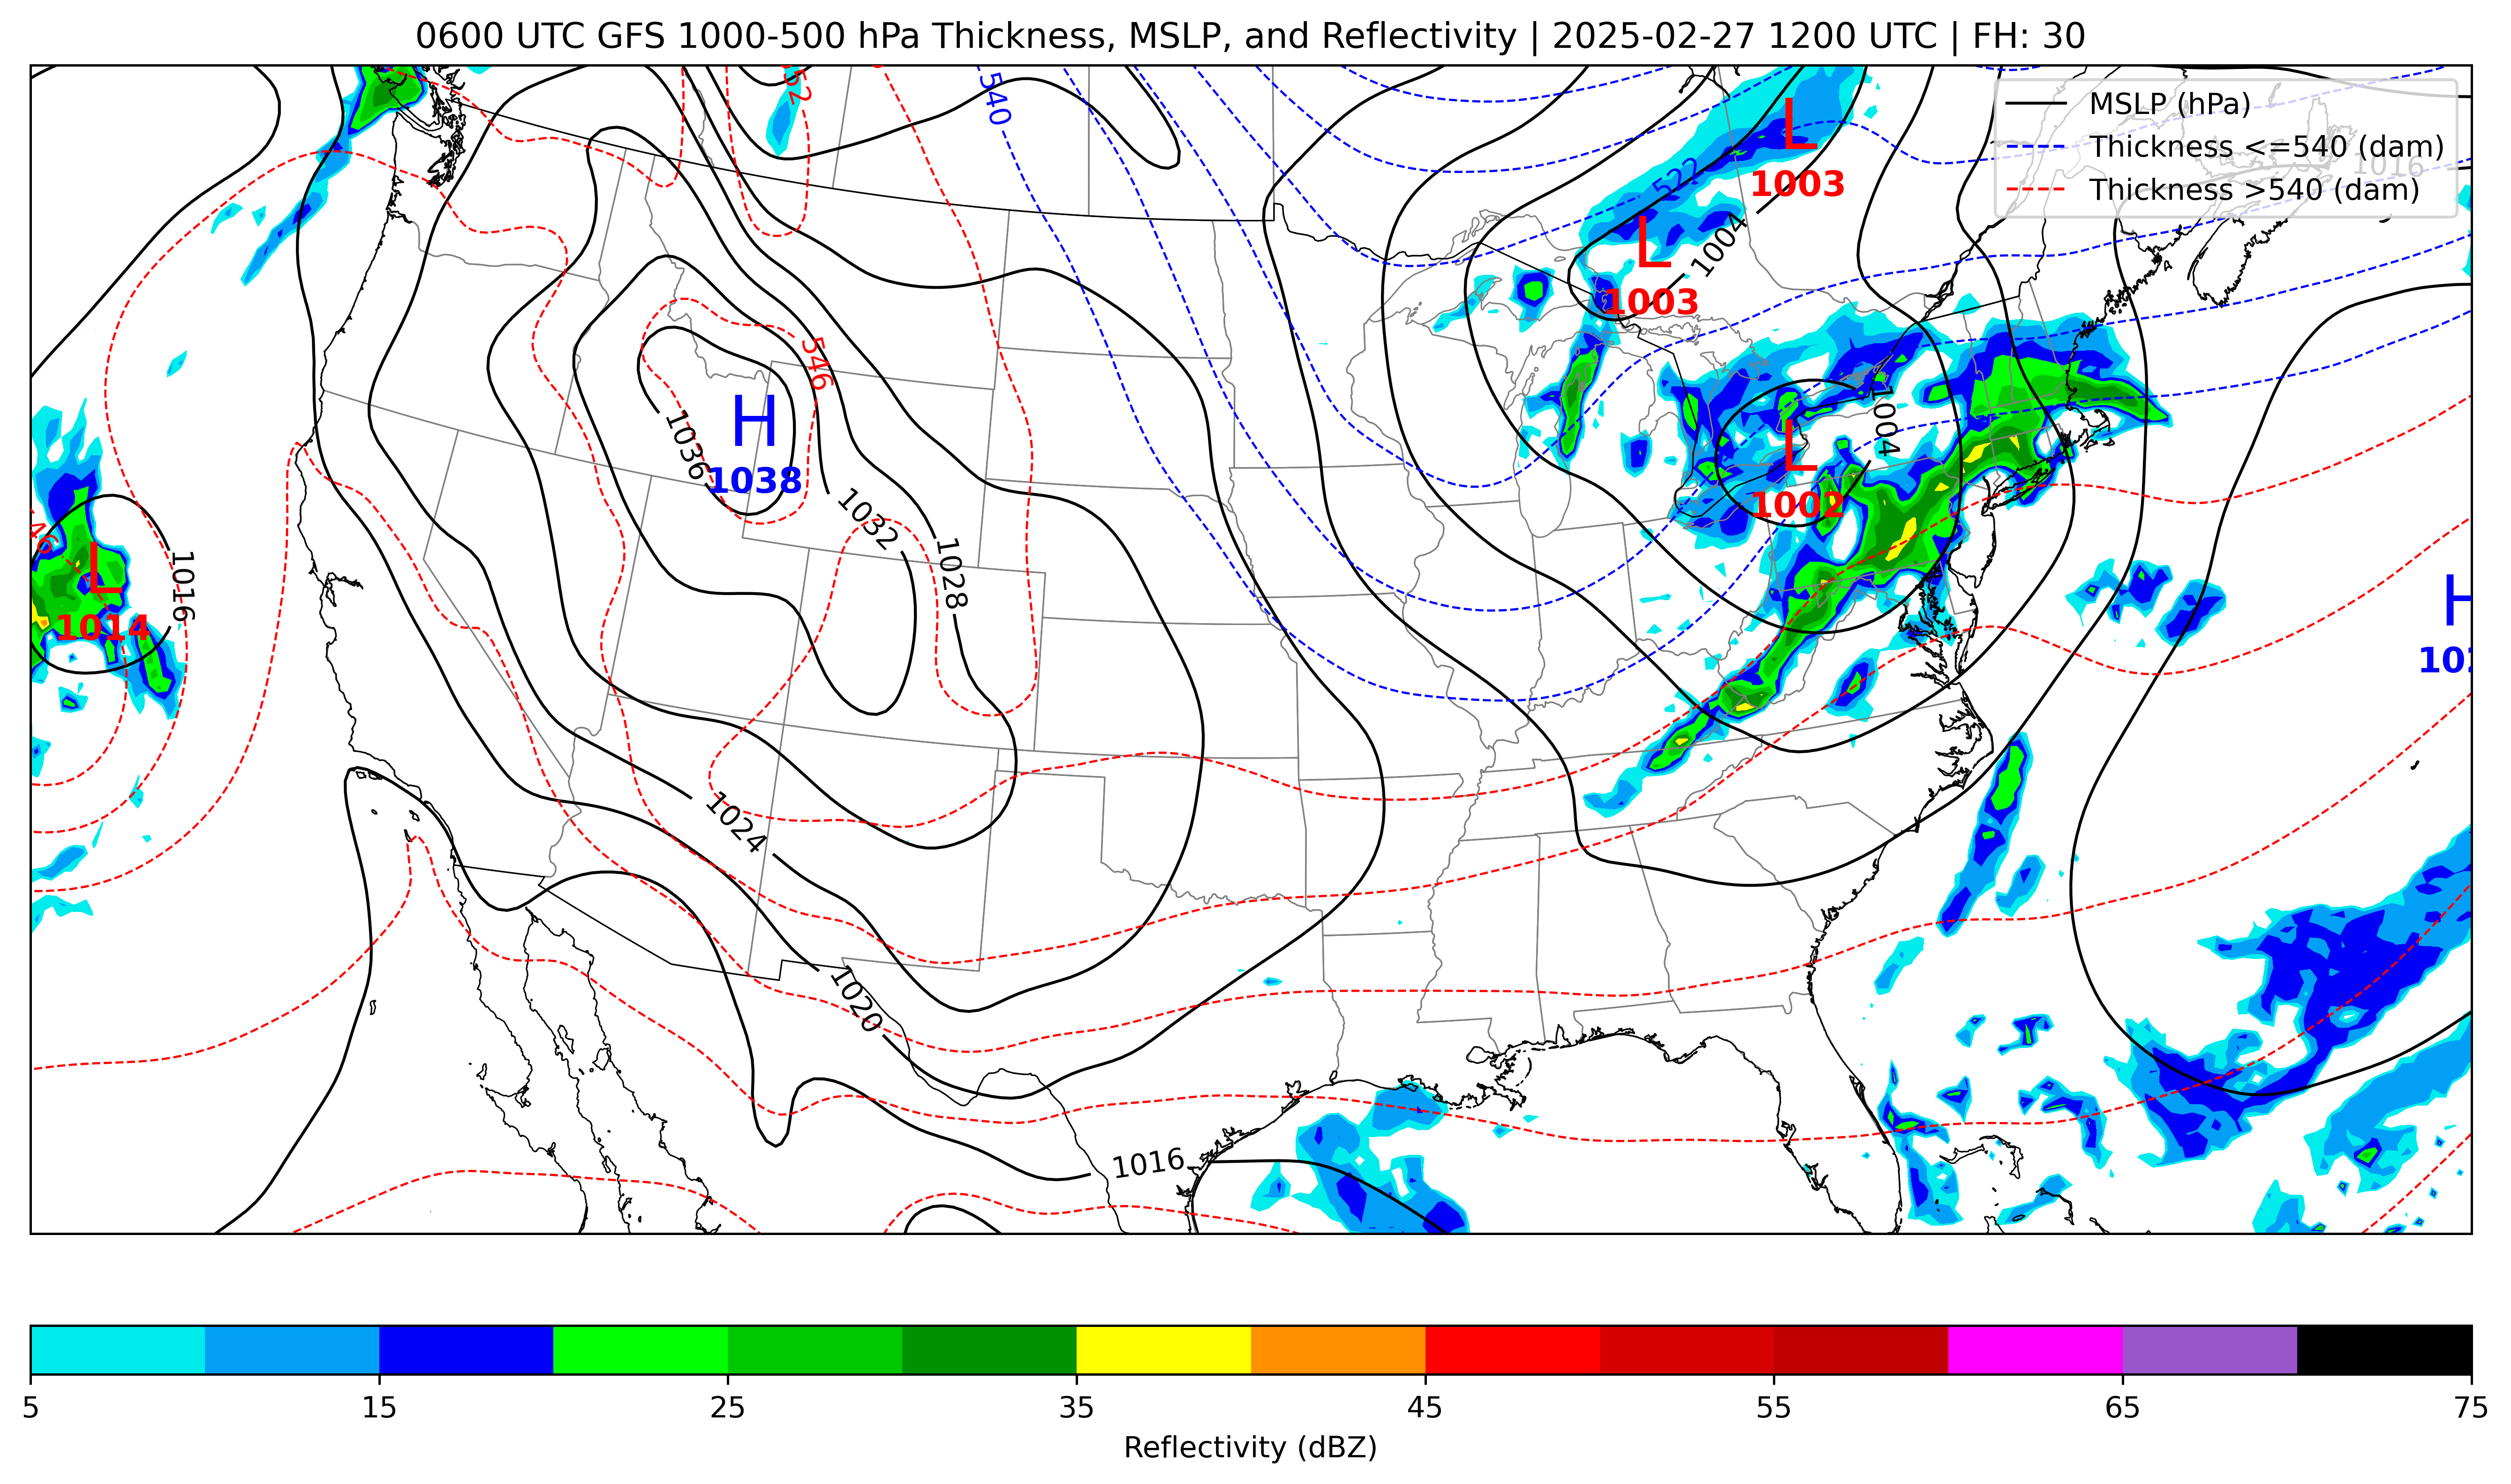 0600 UTC GFS 1000-500 hPa Thickness, MSLP, and Reflectivity | 2025-02-27 1200 UTC | FH: 30
MSLP (hPa)
Thickness <=540 (dam)
Thickness >540 (dam)
1016
552
540
522
L
1003
L
1003
1004
546
H
1038
1036
1032
1028
1004
L
1002
546
L
1014
1016
H
1024
1020
1016
5 15 25 35 45 55 65 75
Reflectivity (dBZ)